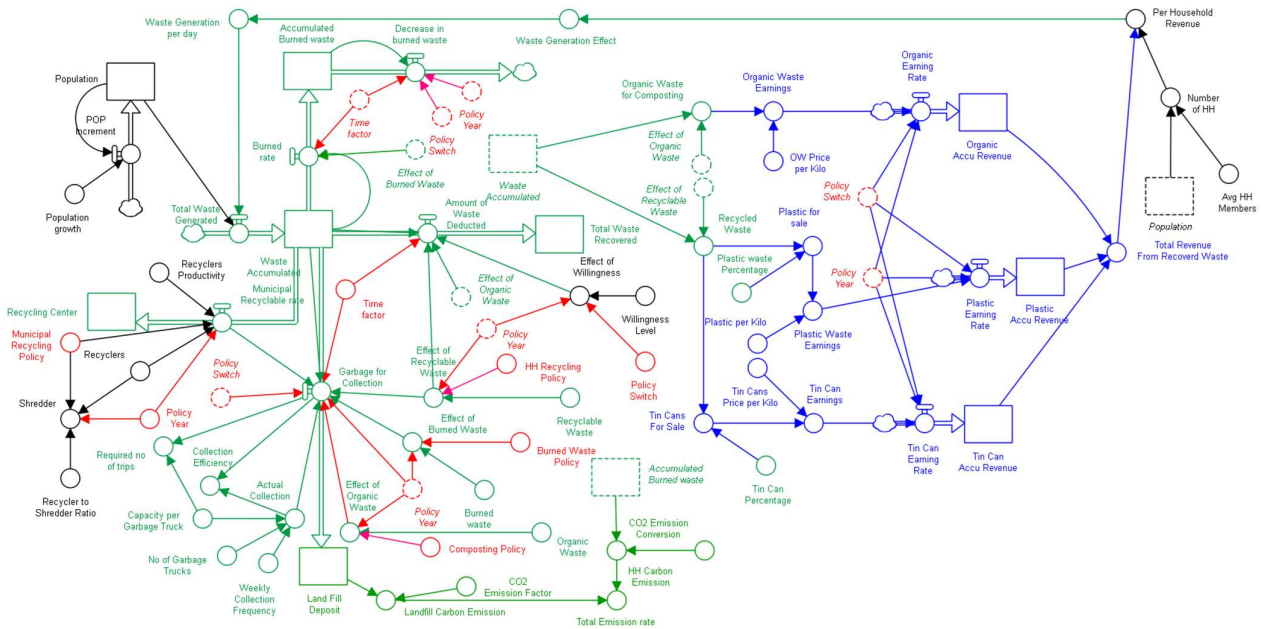 Waste Generation
per day
Accumulated
Burned waste
Decrease in
burned waste
Waste Generation Effect
Per Household
Revenue
Population
POP
Increment
Population
growth
Time
factor
Policy
Year
Policy
Switch
Burned
rate
Effect of
Burned Waste
Organic Waste
for Composting
Organic Waste
Earnings
Organic
Earning
Rate
Organic
Accu Revenue
Number
of HH
Effect of
Organic
Waste
OW Price
per Kilo
Waste
Accumulated
Effect of
Recyclable
Waste
Policy
Switch
Population
Avg HH
Members
Total Waste
Generated
Amount of
Waste
Deducted
Total Waste
Recovered
Recycled
Waste
Plastic for
sale
Total Revenue
From Recoverd Waste
Waste
Accumulated
Effect of
Willingness
Plastic waste
Percentage
Policy
Year
Recyclers
Productivity
Municipal
Recyclable rate
Effect of
Organic
Waste
Recycling Center
Time
factor
Willingness
Level
Plastic per Kilo
Plastic Waste
Earnings
Plastic
Earning
Rate
Plastic
Accu Revenue
Municipal
Recycling
Policy
Recyclers
Policy
Year
Effect of
Recyclable
Waste
HH Recycling
Policy
Policy
Switch
Policy
Switch
Garbage for
Collection
Shredder
Policy
Year
Effect of
Burned Waste
Recyclable
Waste
Tin Cans
For Sale
Tin Cans
Price per Kilo
Tin Can
Earnings
Tin Can
Earning
Rate
Tin Can
Accu Revenue
Required no
of trips
Collection
Efficiency
Burned Waste
Policy
Accumulated
Burned waste
Tin Can
Percentage
Recycler to
Shredder Ratio
Actual
Collection
Effect of
Organic
Waste
Capacity per
Garbage Truck
Policy
Year
Burned
waste
No of Garbage
Trucks
Composting Policy
Organic
Waste
CO2 Emission
Conversion
Weekly
Collection
Frequency
Land Fill
Deposit
CO2
Emission Factor
HH Carbon
Emission
Landfill Carbon Emission
Total Emission rate